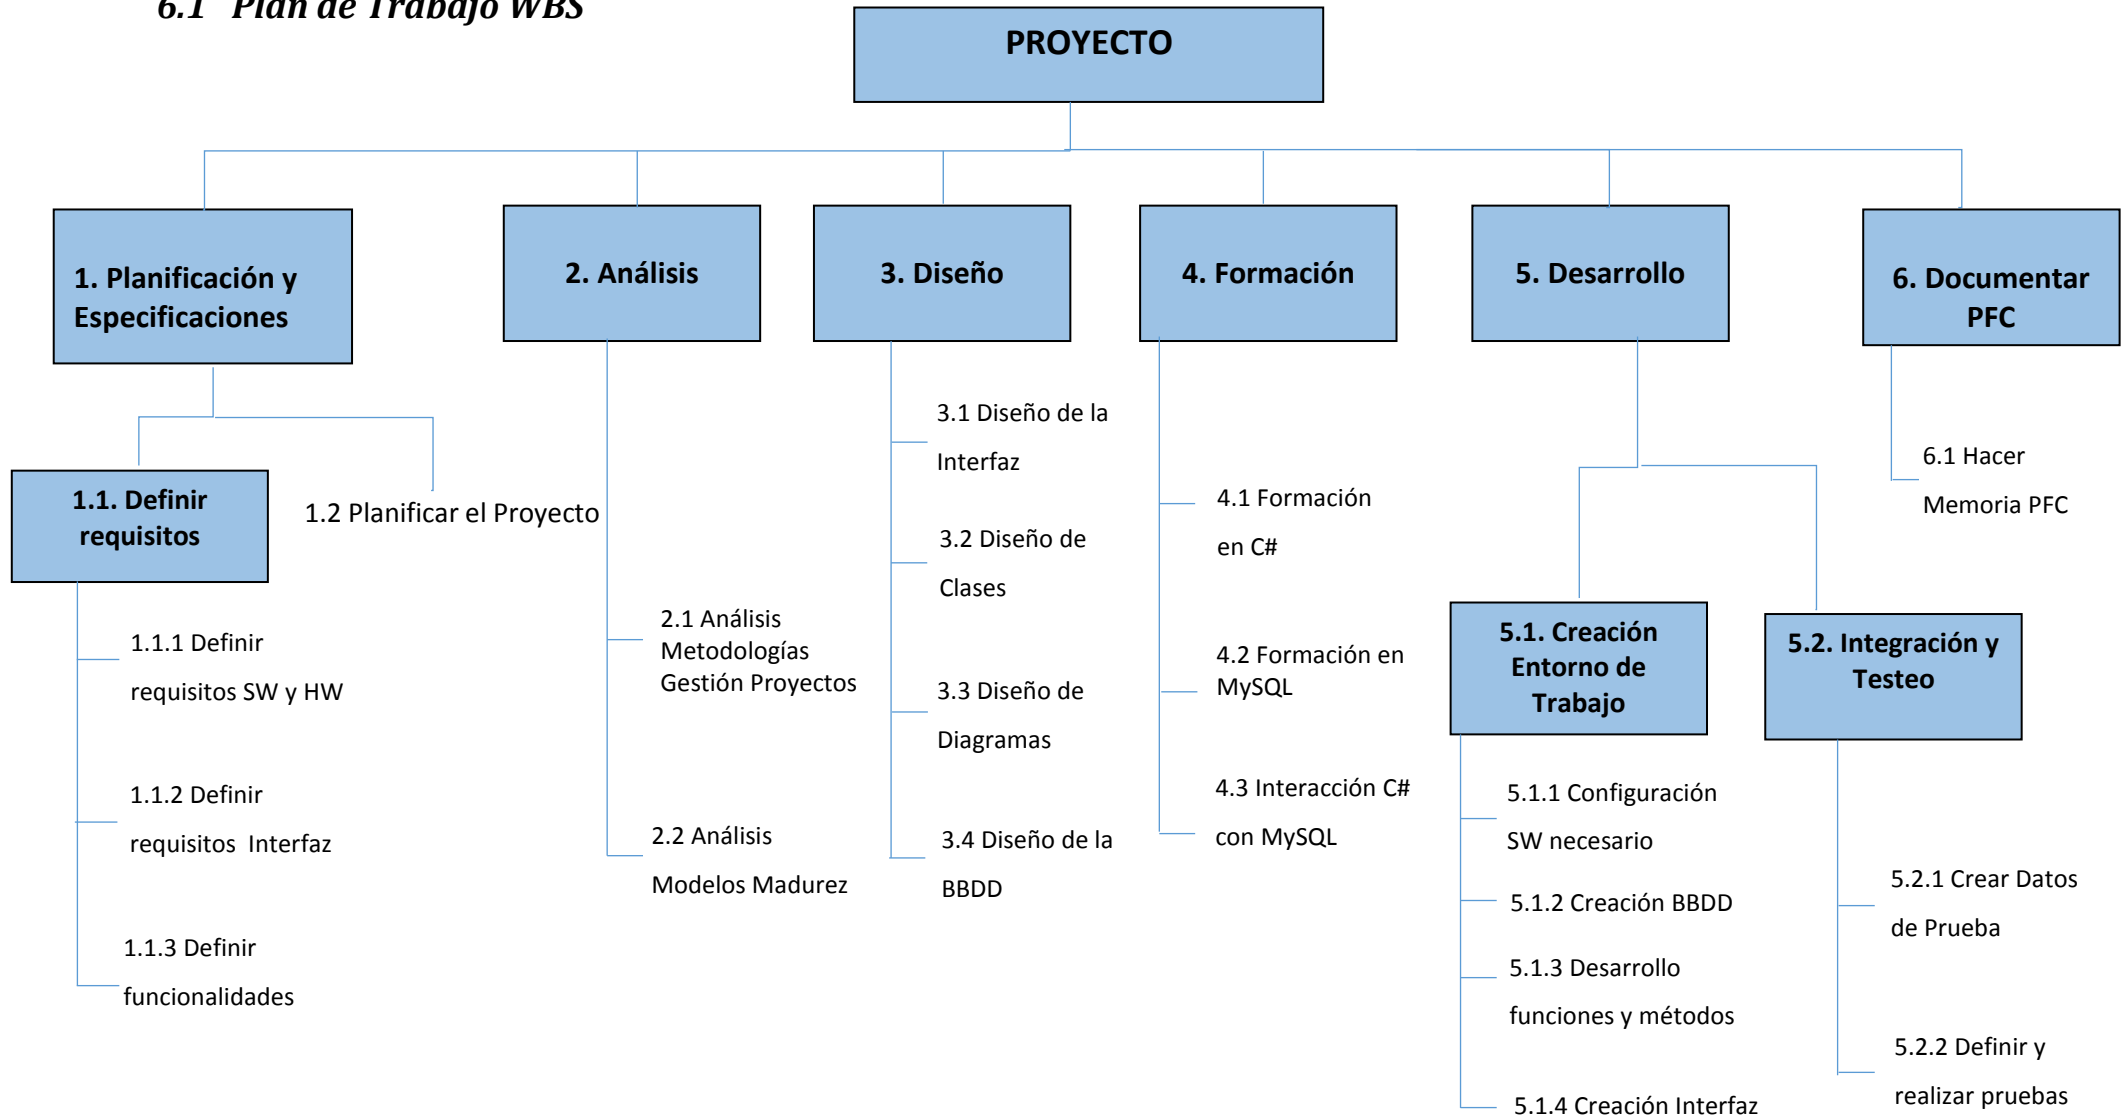 6.1 Plan de Trabajo WBS
PROYECTO
1. Planificación y
Especificaciones
2. Análisis
3. Diseño
4. Formación
5. Desarrollo
6. Documentar
PFC
1.1. Definir
requisitos
1.2 Planificar el Proyecto
1.1.1 Definir
requisitos SW y HW
1.1.2 Definir
requisitos Interfaz
1.1.3 Definir
funcionalidades
2.1 Análisis
Metodologías
Gestión Proyectos
2.2 Análisis
Modelos Madurez
3.1 Diseño de la
Interfaz
3.2 Diseño de
Clases
3.3 Diseño de
Diagramas
3.4 Diseño de la
BBDD
4.1 Formación
en C#
4.2 Formación en
MySQL
4.3 Interacción C#
con MySQL
5.1. Creación
Entorno de
Trabajo
5.1.1 Configuración
SW necesario
5.1.2 Creación BBDD
5.1.3 Desarrollo
funciones y métodos
5.1.4 Creación Interfaz
5.2. Integración y
Testeo
5.2.1 Crear Datos
de Prueba
5.2.2 Definir y
realizar pruebas
6.1 Hacer
Memoria PFC